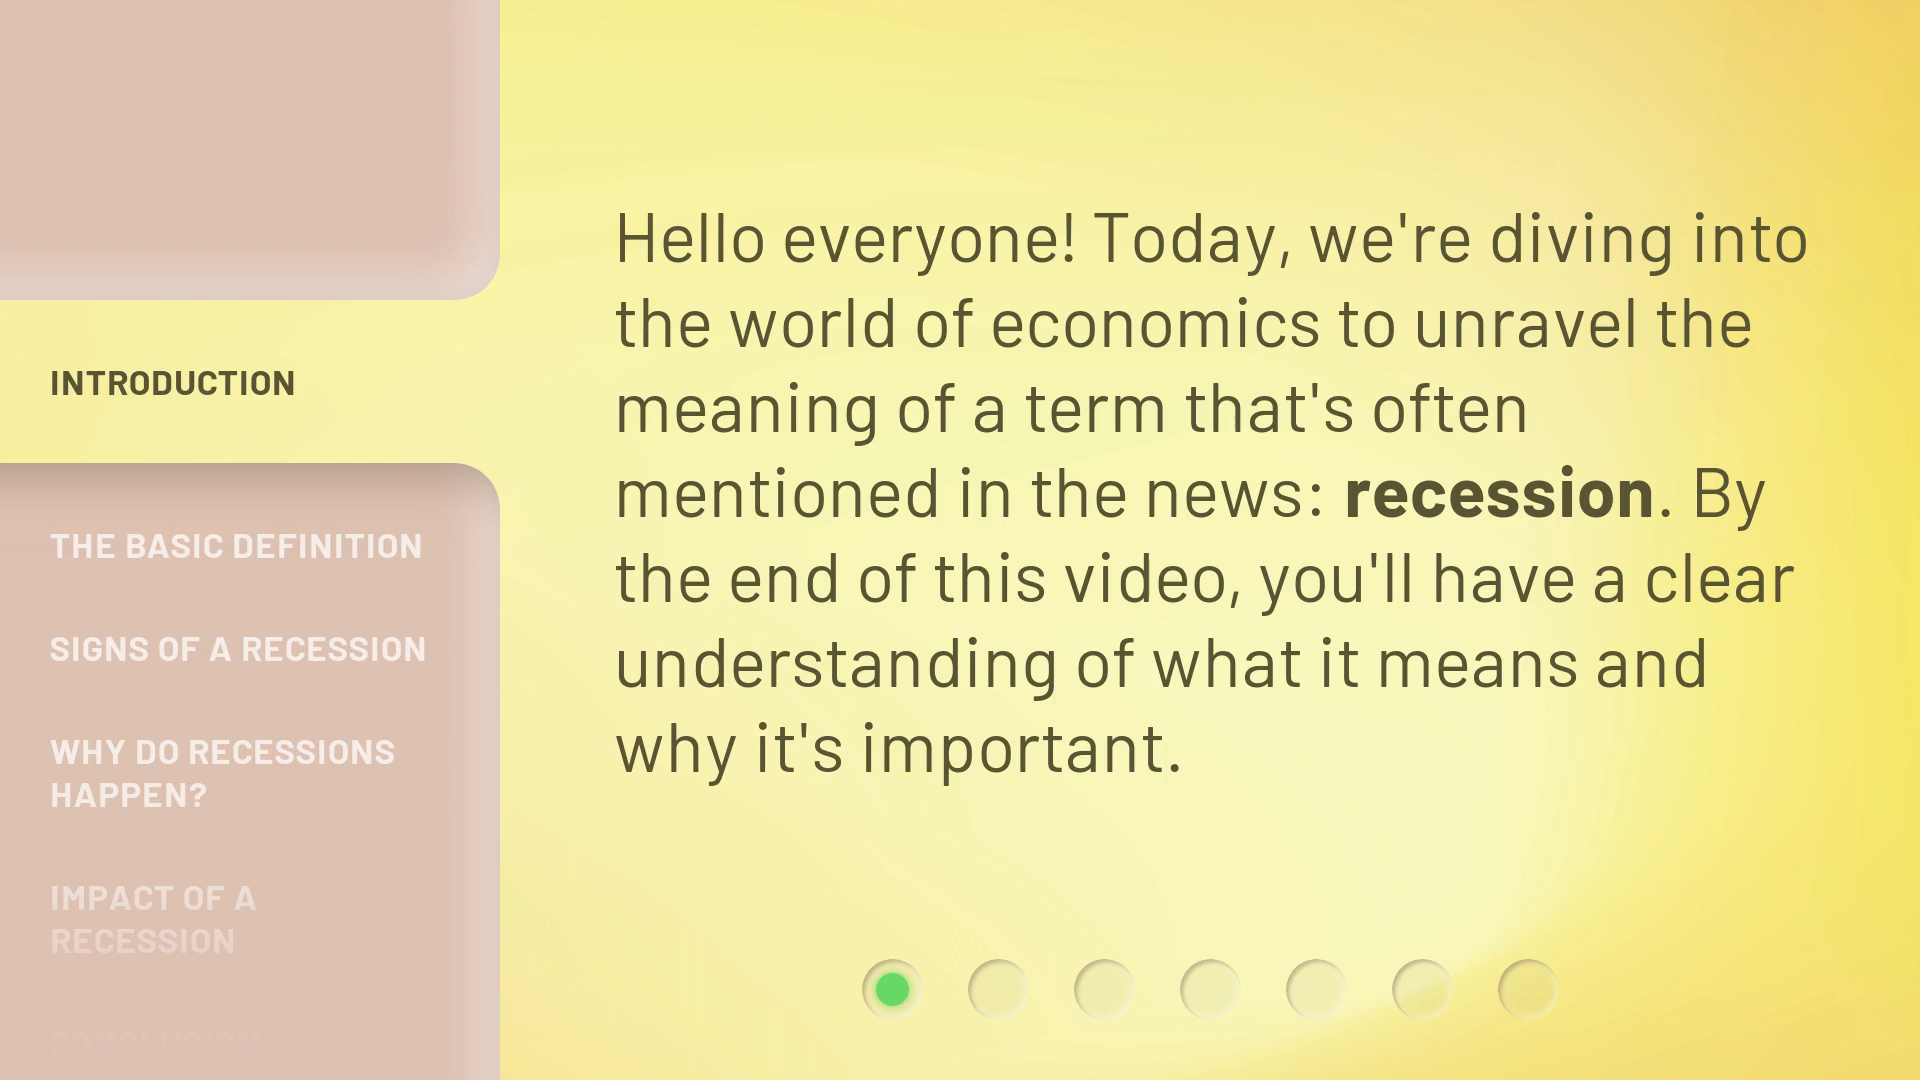 INTRODUCTION
THE BASIC DEFINITION
SIGNS OF A RECESSION
WHY DO RECESSIONS
HAPPEN?
IMPACT OF A
RECESSION
CONCLUSION
Hello everyone! Today, we're diving into
the world of economics to unravel the
meaning of a term that's often
mentioned in the news: recession. By
the end of this video, you'll have a clear
understanding of what it means and
why it's important.